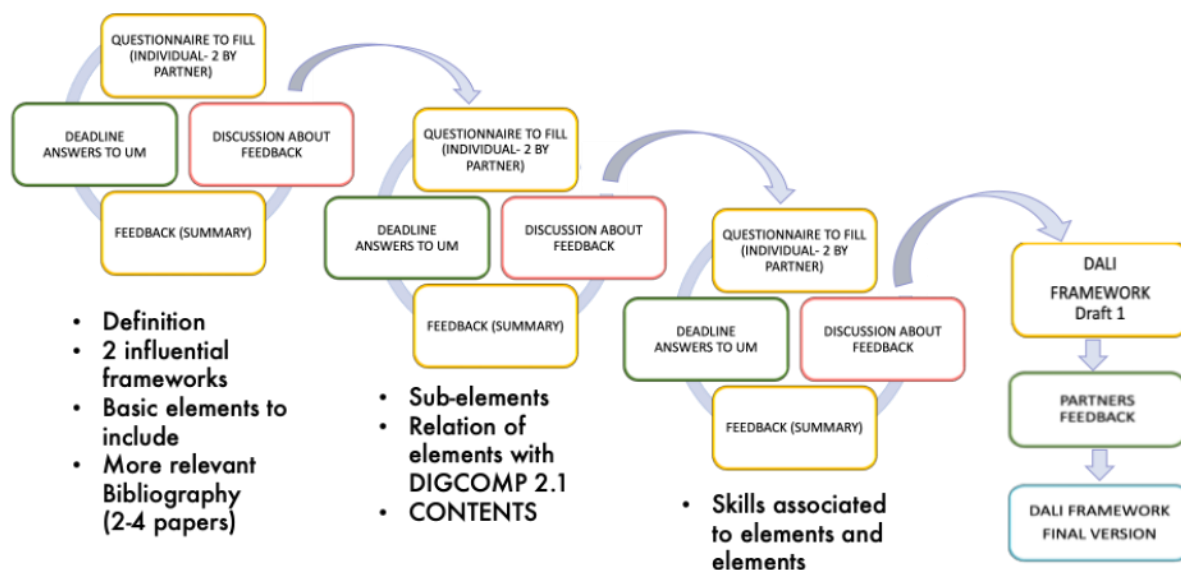 QUESTIONNAIRE TO FILL
(INDIVIDUAL- 2 BY
PARTNER)
DEADLINE
ANSWERS TO UM
DISCUSSION ABOUT
FEEDBACK
FEEDBACK (SUMMARY)
• Definition
• 2 influential
frameworks
• Basic elements to
include
• More relevant
Bibliography
(2-4 papers)
QUESTIONNAIRE TO FILL
(INDIVIDUAL- 2 BY
PARTNER)
DEADLINE
ANSWERS TO UM
DISCUSSION ABOUT
FEEDBACK
FEEDBACK (SUMMARY)
• Sub-elements
• Relation of
elements with
DIGCOMP 2.1
• CONTENTS
QUESTIONNAIRE TO FILL
(INDIVIDUAL- 2 BY
PARTNER)
DEADLINE
ANSWERS TO UM
DISCUSSION ABOUT
FEEDBACK
FEEDBACK (SUMMARY)
• Skills associated
to elements and
elements
DALI
FRAMEWORK
Draft 1
PARTNERS
FEEDBACK
DALI FRAMEWORK
FINAL VERSION